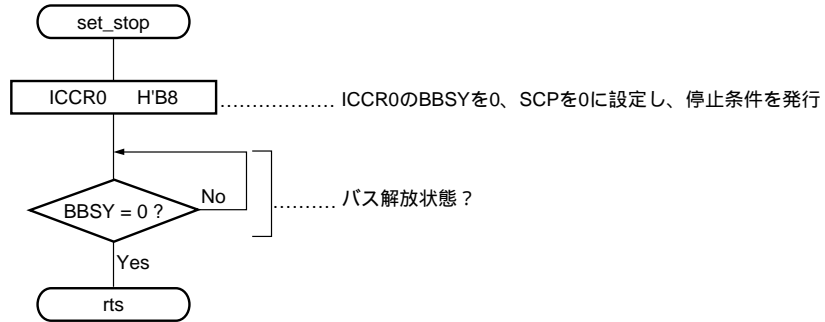 set_stop
ICCR0 H'B8 .................. ICCR0のBBSYを0、SCPを0に設定し、停止条件を発行
No
BBSY = 0 ? .......... バス解放状態？
Yes
rts